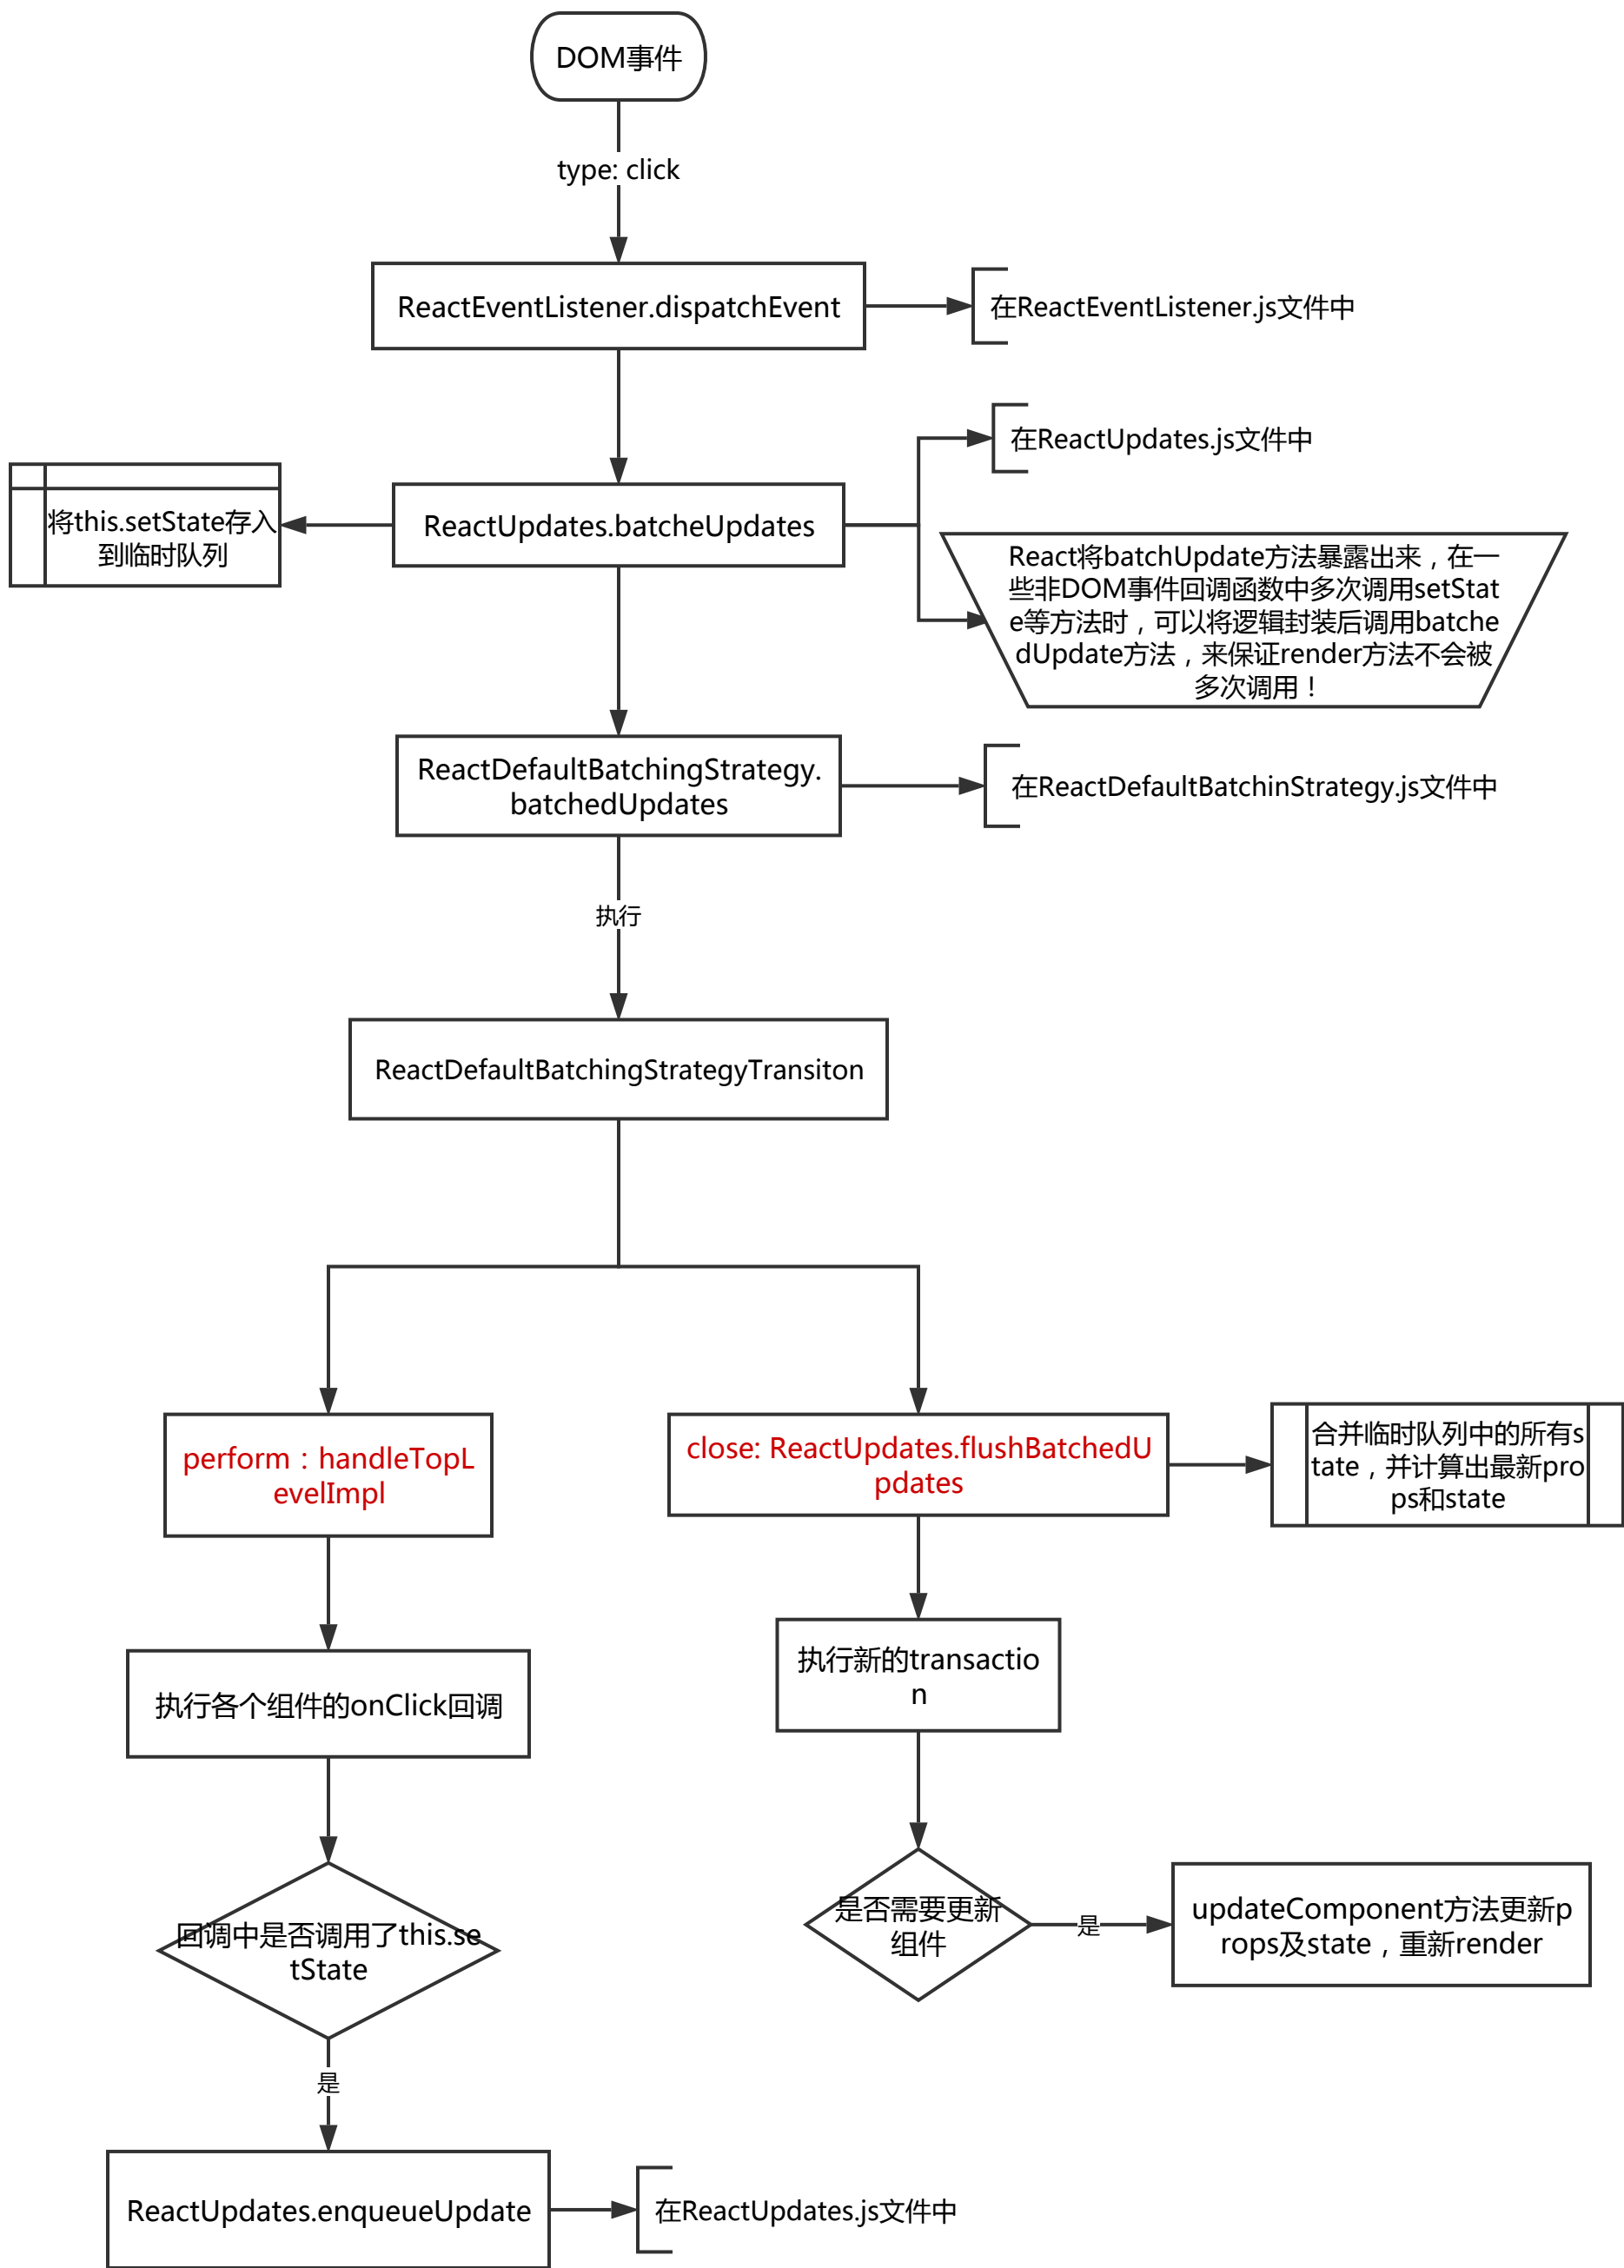 DOM事件
type: click
ReactEventListener.dispatchEvent
在ReactEventListener.js文件中
在ReactUpdates.js文件中
将this.setState存入
到临时队列
ReactUpdates.batcheUpdates
React将batchUpdate方法暴露出来，在一
些非DOM事件回调函数中多次调用setStat
e等方法时，可以将逻辑封装后调用batche
dUpdate方法，来保证render方法不会被
多次调用！
ReactDefaultBatchingStrategy.
batchedUpdates
在ReactDefaultBatchinStrategy.js文件中
执行
ReactDefaultBatchingStrategyTransiton
perform：handleTopL
evelImpl
close: ReactUpdates.flushBatchedU
pdates
合并临时队列中的所有s
tate，并计算出最新pro
ps和state
执行各个组件的onClick回调
执行新的transactio
n
回调中是否调用了this.se
tState
是否需要更新
组件
是
updateComponent方法更新p
rops及state，重新render
是
ReactUpdates.enqueueUpdate
在ReactUpdates.js文件中